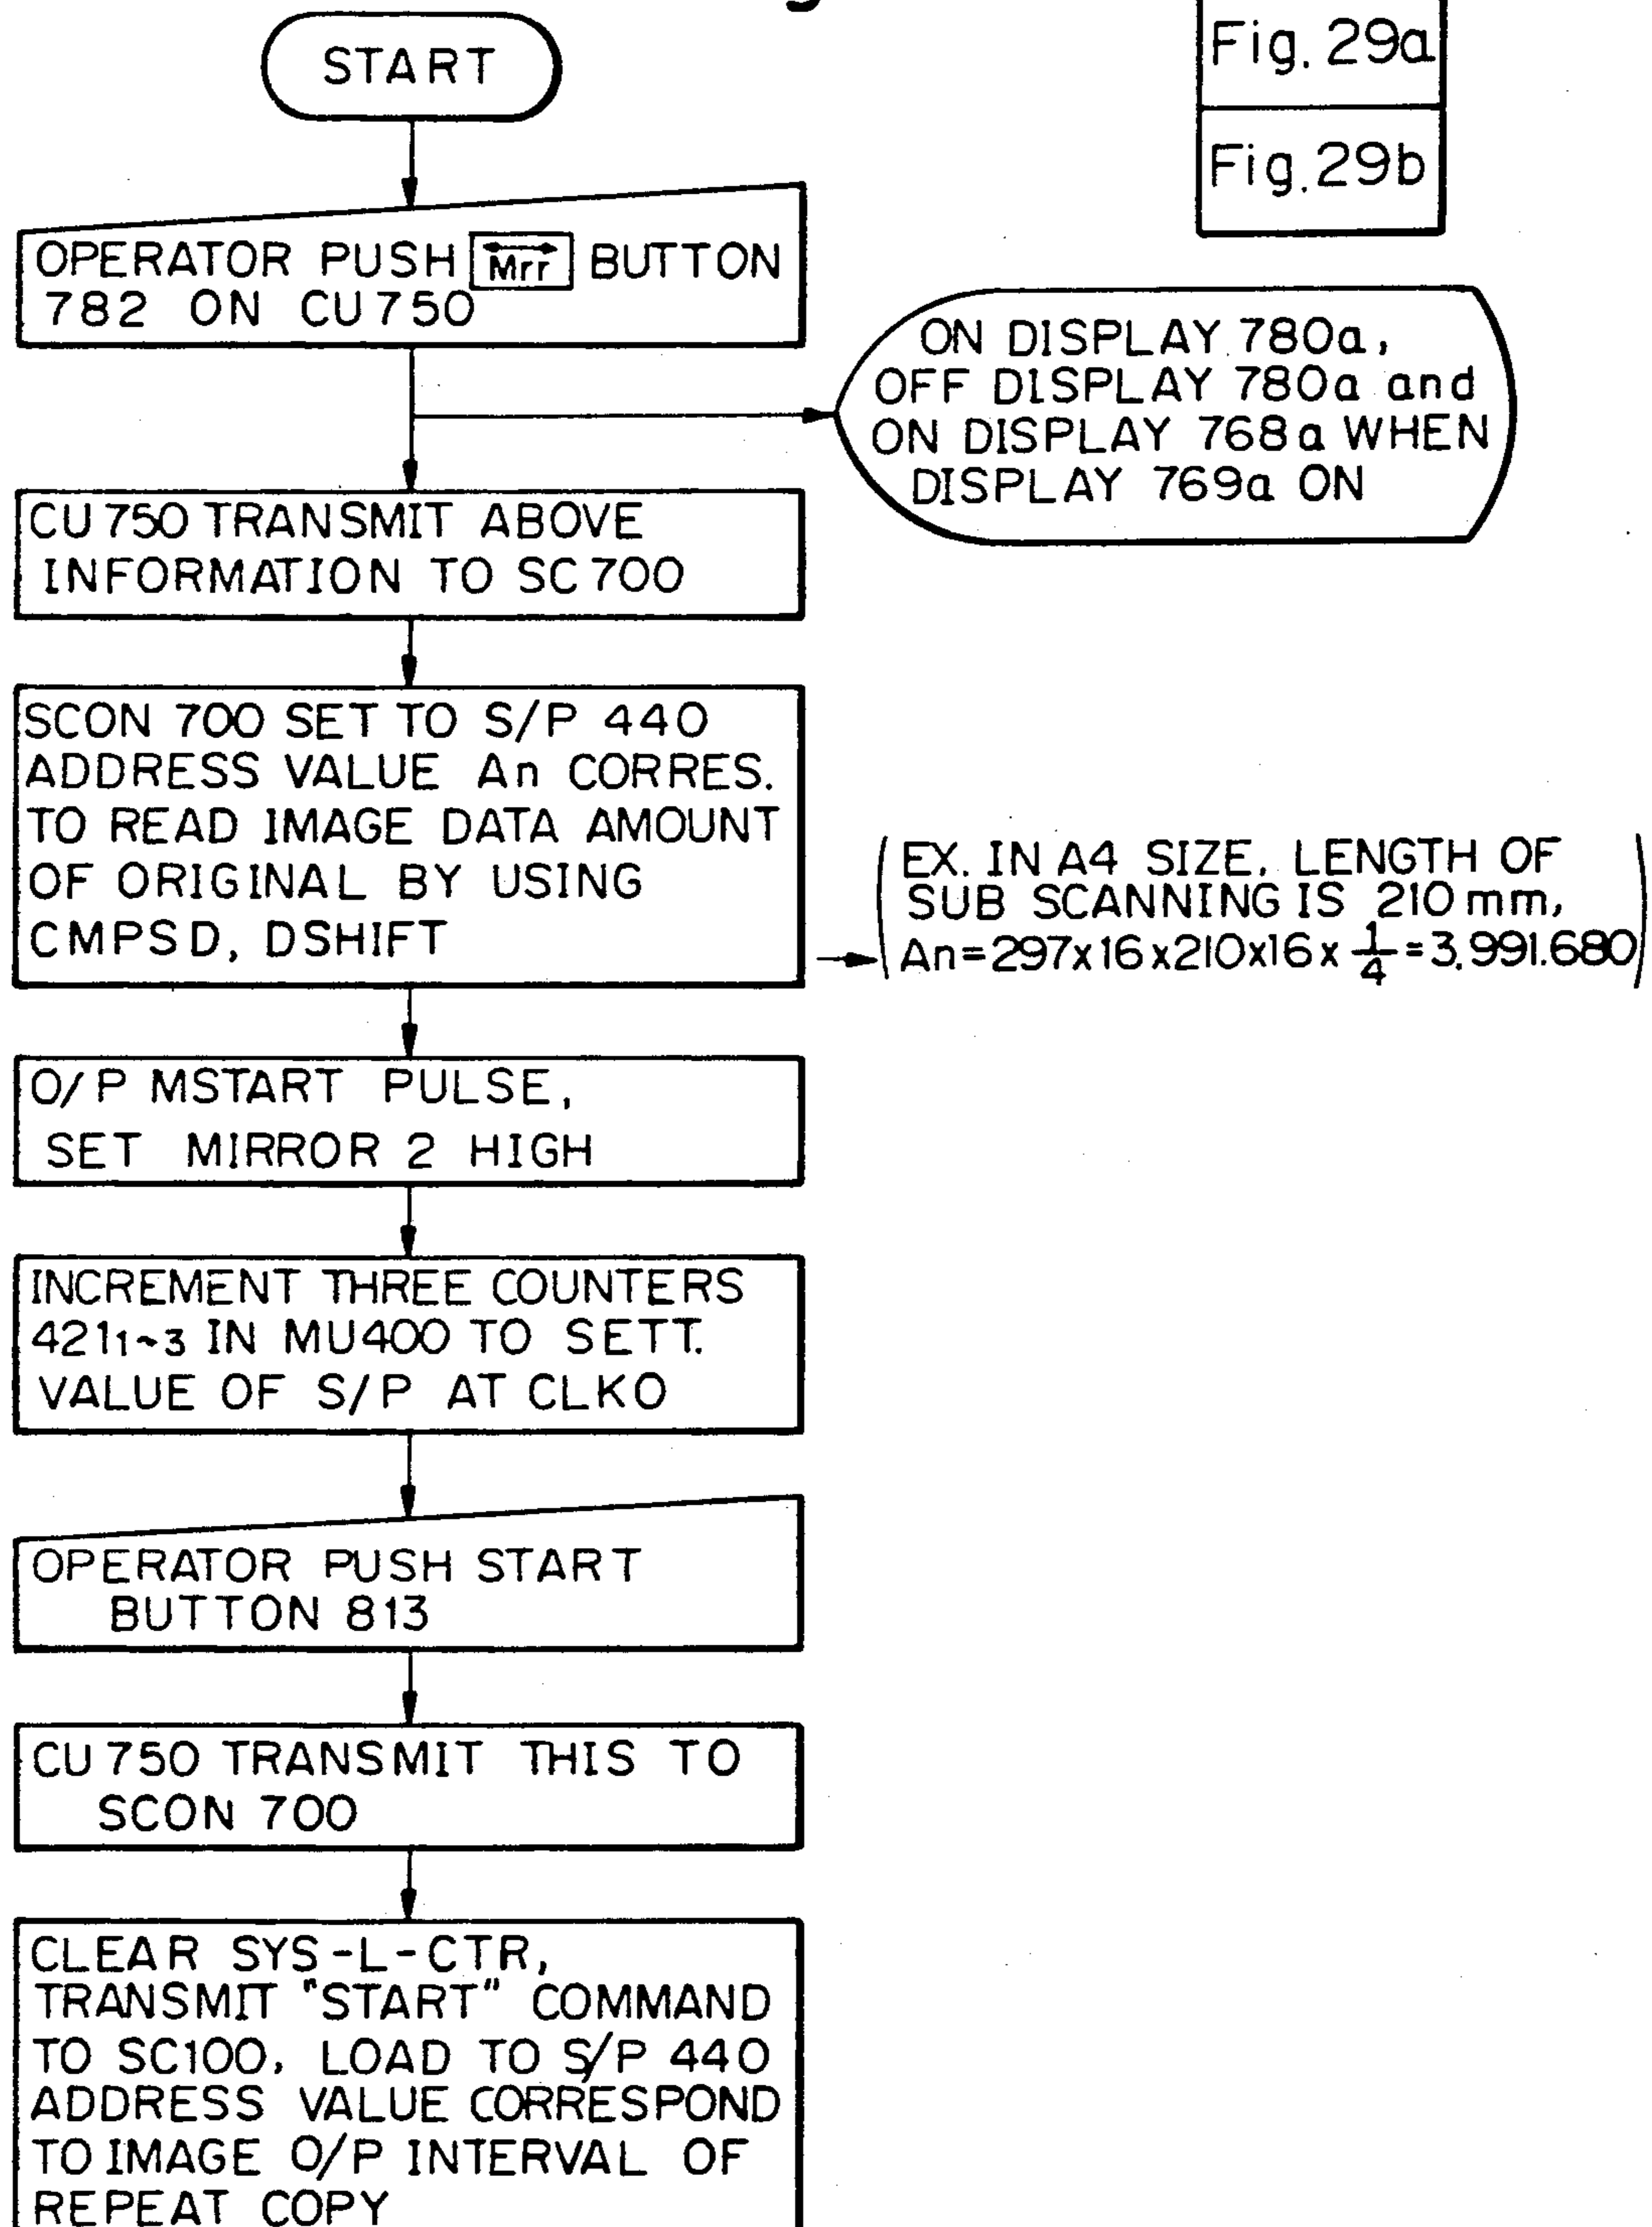 START
Fig. 29a
Fig. 29b
OPERATOR PUSH Mrr BUTTON
782 ON CU750
ON DISPLAY 780a,
OFF DISPLAY 780a and
ON DISPLAY 768a WHEN
DISPLAY 769a ON
CU750 TRANSMIT ABOVE
INFORMATION TO SC700
SCON 700 SET TO S/P 440
ADDRESS VALUE An CORRES.
TO READ IMAGE DATA AMOUNT
OF ORIGINAL BY USING
CMPSD, DSHIFT
EX. IN A4 SIZE, LENGTH OF
SUB SCANNING IS 210 mm,
An=297x16x210x16x 1/4=3.991.680
O/P MSTART PULSE,
SET MIRROR 2 HIGH
INCREMENT THREE COUNTERS
4211~3 IN MU400 TO SETT.
VALUE OF S/P AT CLKO
OPERATOR PUSH START
BUTTON 813
CU750 TRANSMIT THIS TO
SCON 700
CLEAR SYS-L-CTR,
TRANSMIT "START" COMMAND
TO SC100, LOAD TO S/P 440
ADDRESS VALUE CORRESPOND
TO IMAGE O/P INTERVAL OF
REPEAT COPY